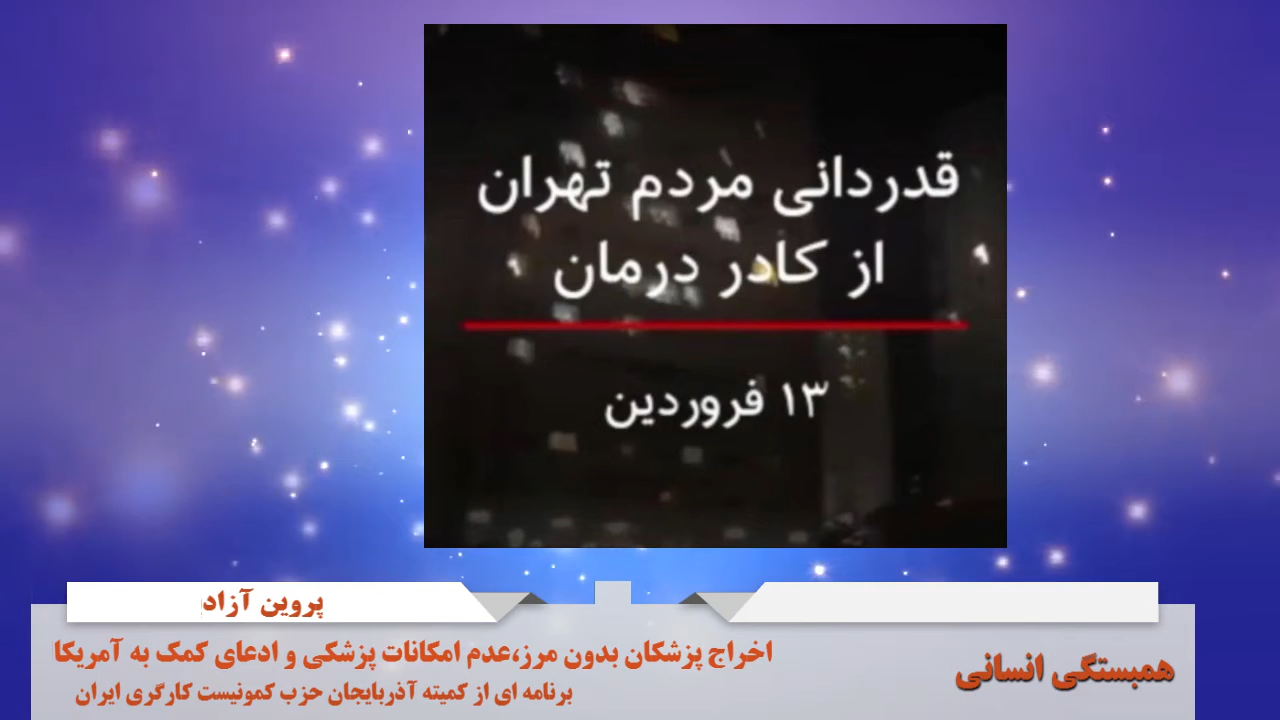 قدردانی مردم تهران
از کادر درمان
۱۳ فروردین
پروین آزاد
همبستگی انسانی
اخراج پزشکان بدون مرز،عدم امکانات پزشکی و ادعای کمک به آمریکا
برنامه ای از کمیته آذربایجان حزب کمونیست کارگری ایران